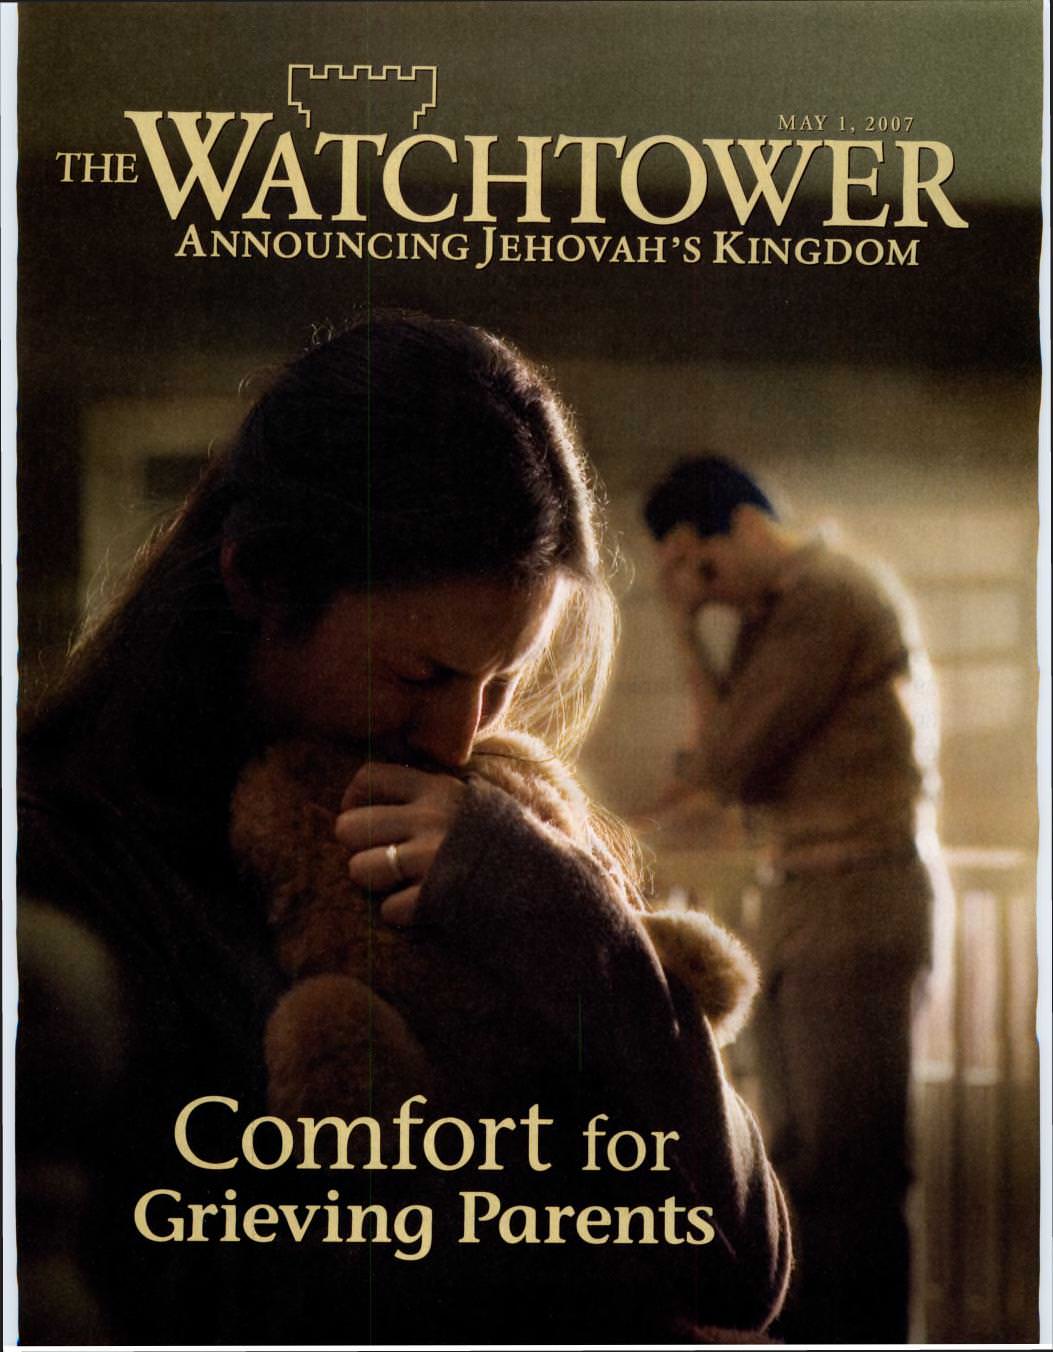 MAY 1, 2007
THE WATCHTOWER
ANNOUNCING JEHOVAH'S KINGDOM
Comfort for
Grieving Parents